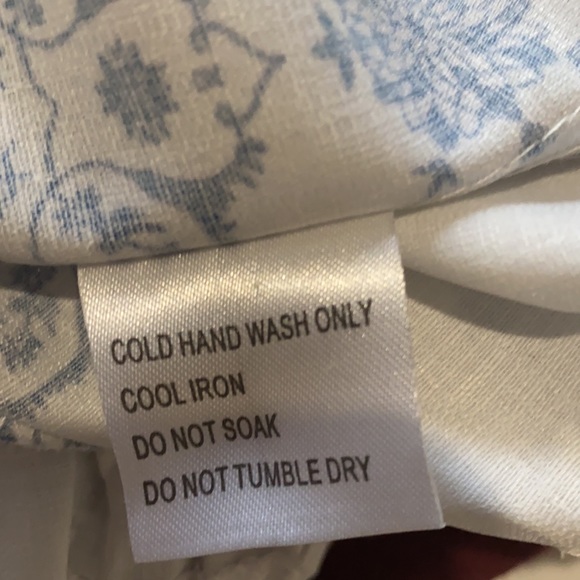 COLD HAND WASH ONLY
COOL IRON
DO NOT SOAK
DO NOT TUMBLE DRY